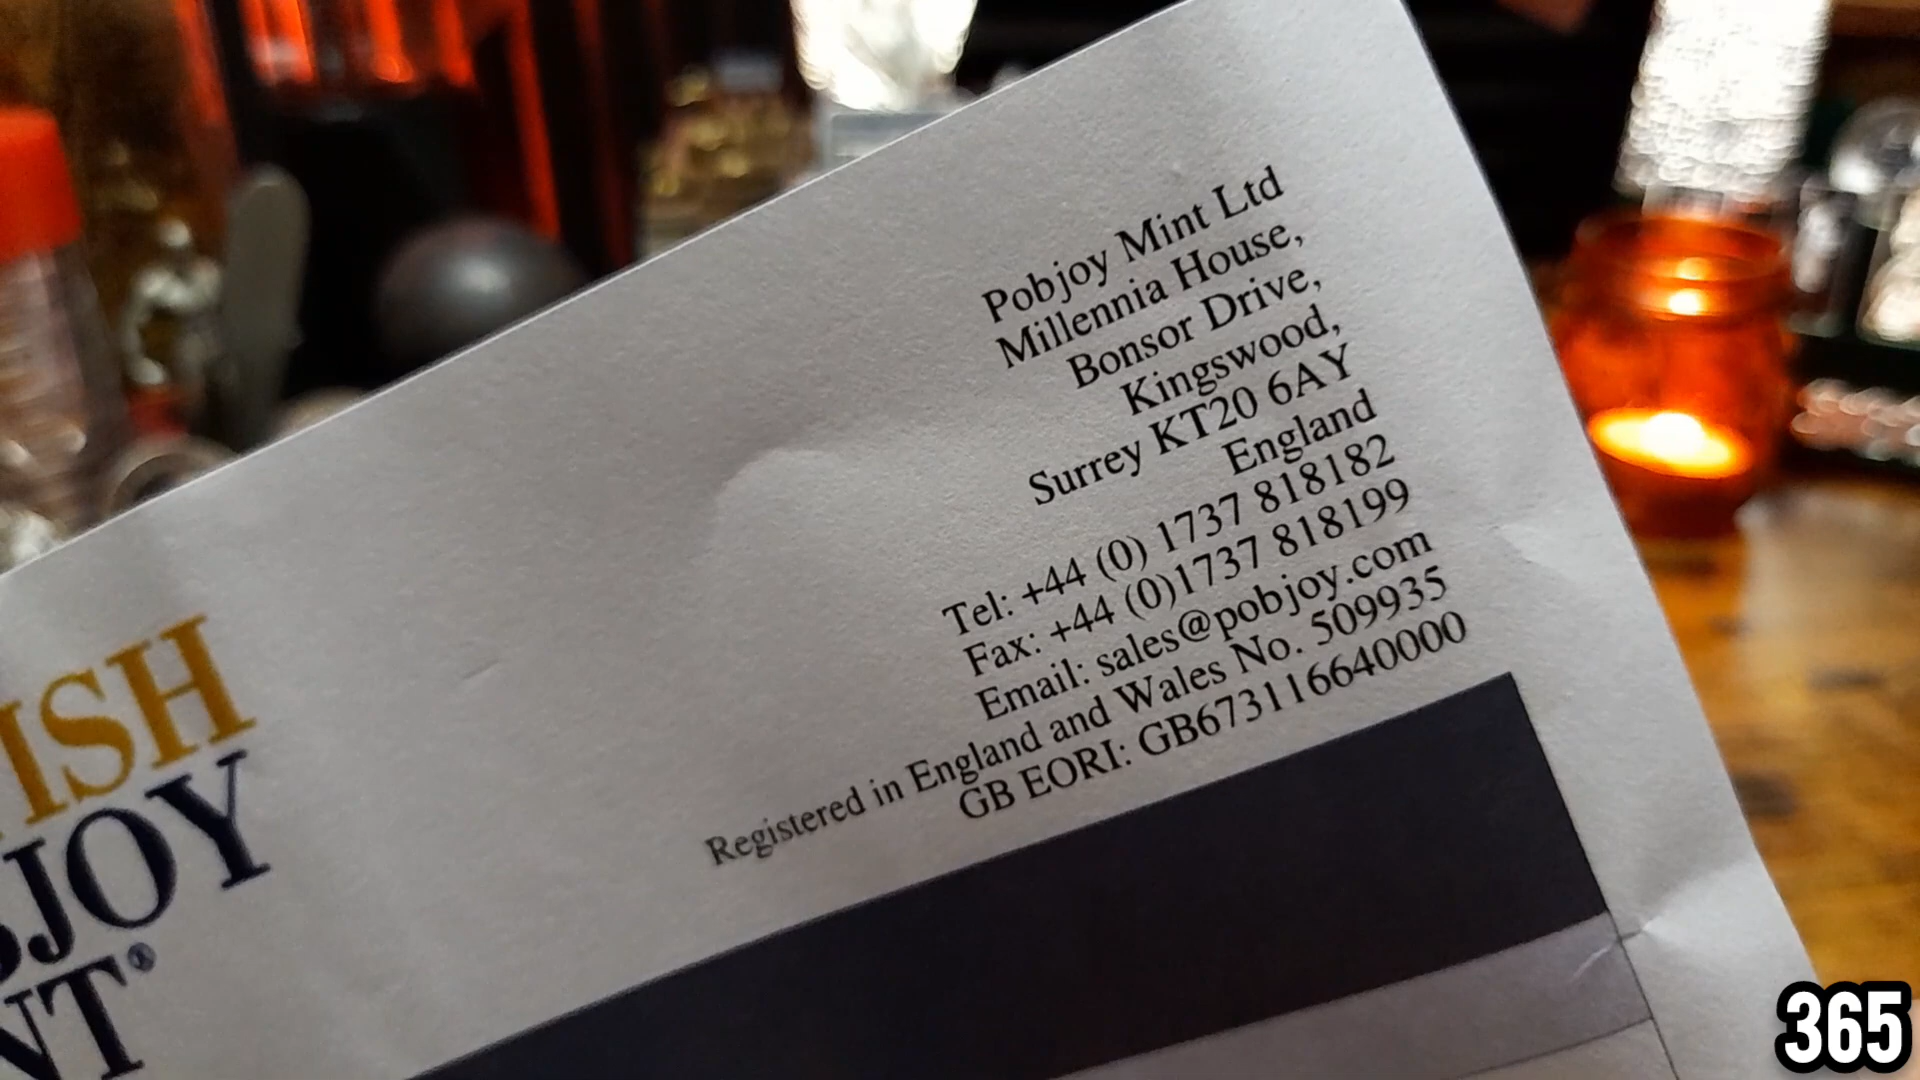 Pobjoy Mint Ltd
Millennia House,
Bonsor Drive,
Kingswood,
Surrey KT20 6AY
England
Tel: +44 (0) 1737 818182
Fax: +44 (0)1737 818199
Email: sales@pobjoy.com
Registered in England and Wales No. 509935
GB EORI: GB673116640000
ISH
JOY
NT®
365